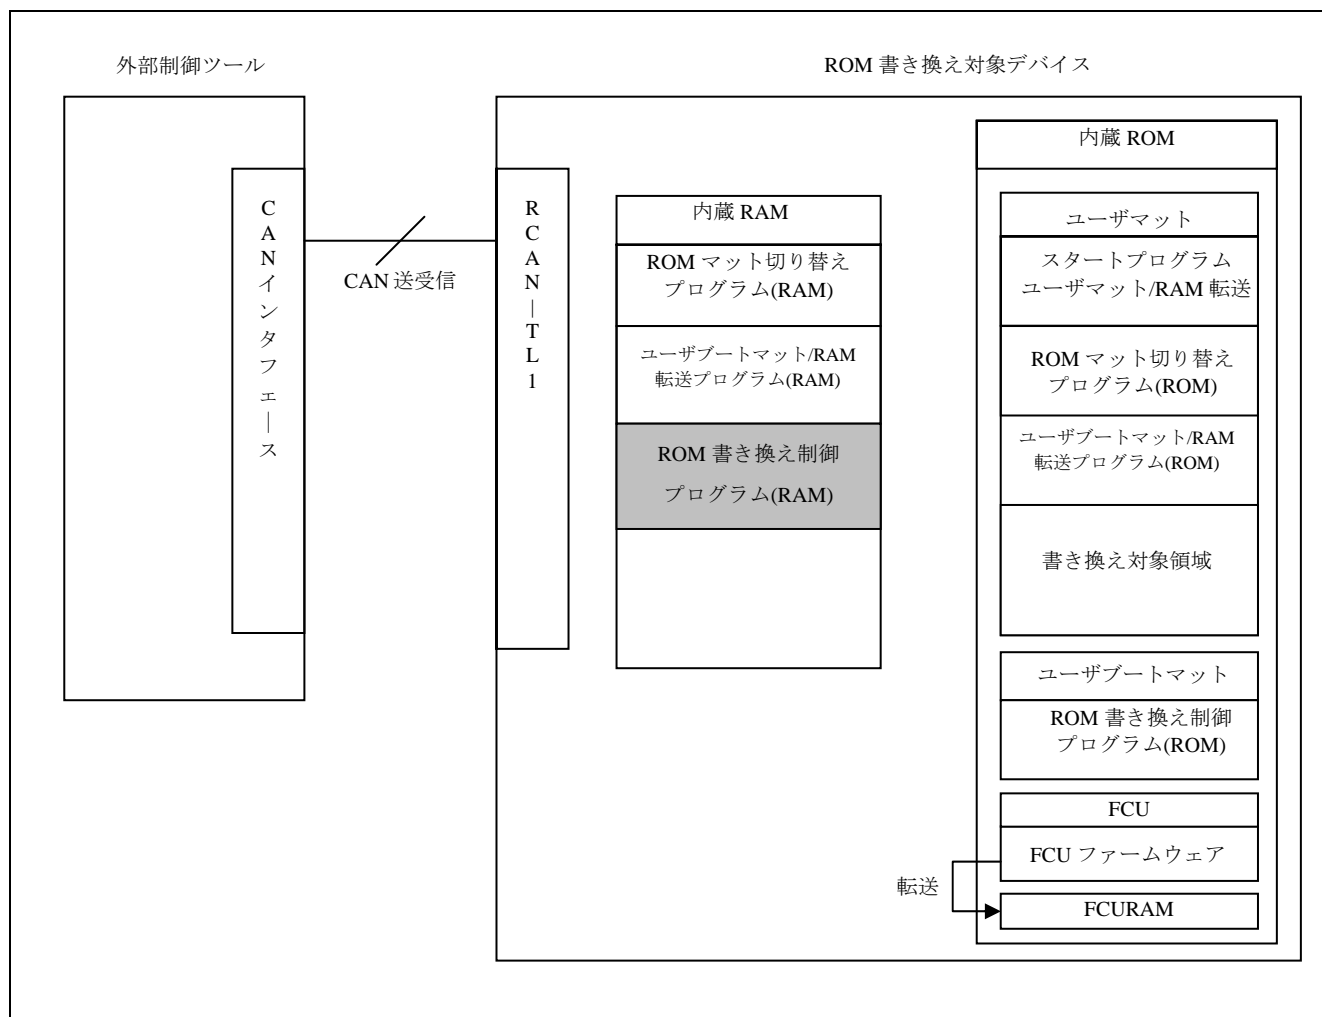 外部制御ツール
ROM 書き換え対象デバイス
CANインタフェ―ス
CAN 送受信
RCAN―TL1
内蔵 RAM
ROM マット切り替え
プログラム(RAM)
ユーザブートマット/RAM
転送プログラム(RAM)
ROM 書き換え制御
プログラム(RAM)
内蔵 ROM
ユーザマット
スタートプログラム
ユーザマット/RAM 転送
ROM マット切り替え
プログラム(ROM)
ユーザブートマット/RAM
転送プログラム(ROM)
書き換え対象領域
ユーザブートマット
ROM 書き換え制御
プログラム(ROM)
FCU
FCU ファームウェア
転送
FCURAM